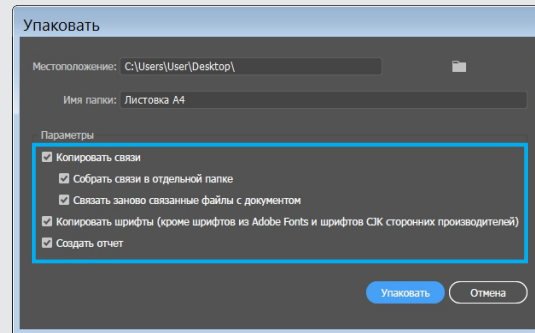 Упаковать
Местоположение: C:\Users\User\Desktop\
Имя папки: Листовка A4
Параметры
Копировать связи
Собрать связи в отдельной папке
Связать заново связанные файлы с документом
Копировать шрифты (кроме шрифтов из Adobe Fonts и шрифтов CJK сторонних производителей)
Создать отчет
Упаковать Отмена